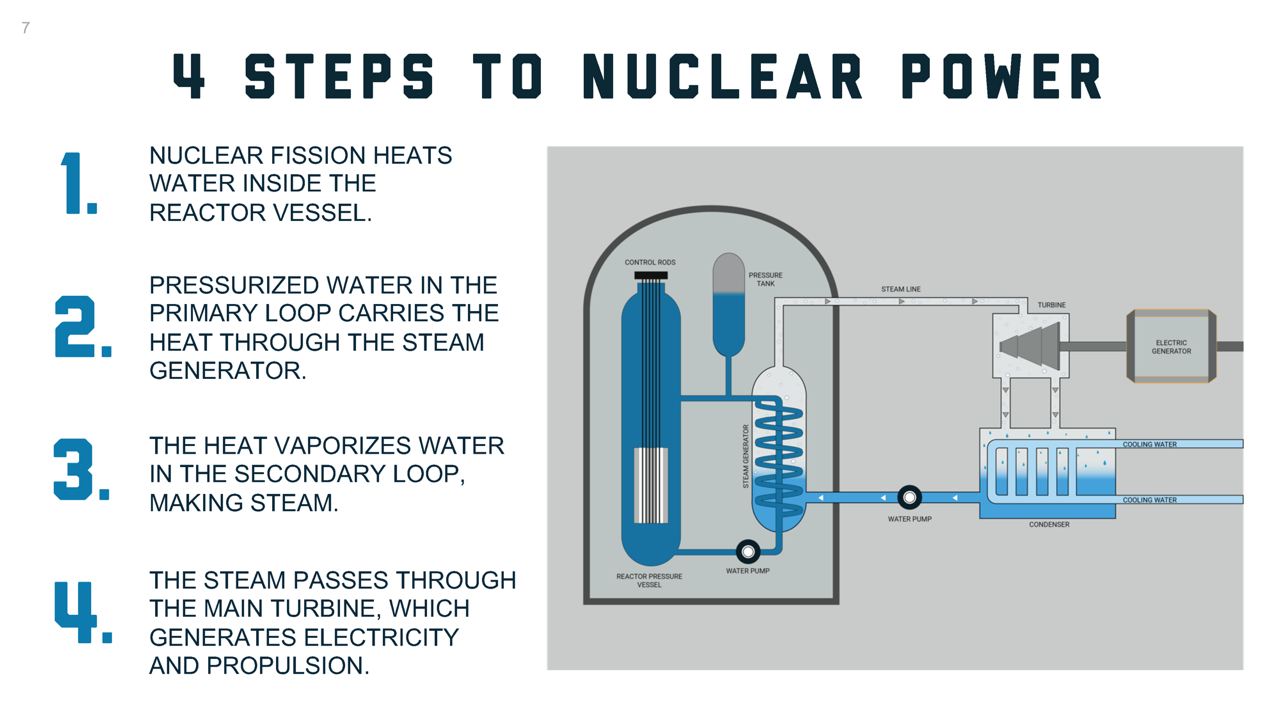 7
4 STEPS TO NUCLEAR POWER
1.
NUCLEAR FISSION HEATS
WATER INSIDE THE
REACTOR VESSEL.
2.
PRESSURIZED WATER IN THE
PRIMARY LOOP CARRIES THE
HEAT THROUGH THE STEAM
GENERATOR.
3.
THE HEAT VAPORIZES WATER
IN THE SECONDARY LOOP,
MAKING STEAM.
4.
THE STEAM PASSES THROUGH
THE MAIN TURBINE, WHICH
GENERATES ELECTRICITY
AND PROPULSION.
CONTROL RODS
PRESSURE
TANK
STEAM LINE
TURBINE
ELECTRIC
GENERATOR
STEAM GENERATOR
COOLING WATER
COOLING WATER
WATER PUMP
CONDENSER
WATER PUMP
REACTOR PRESSURE
VESSEL